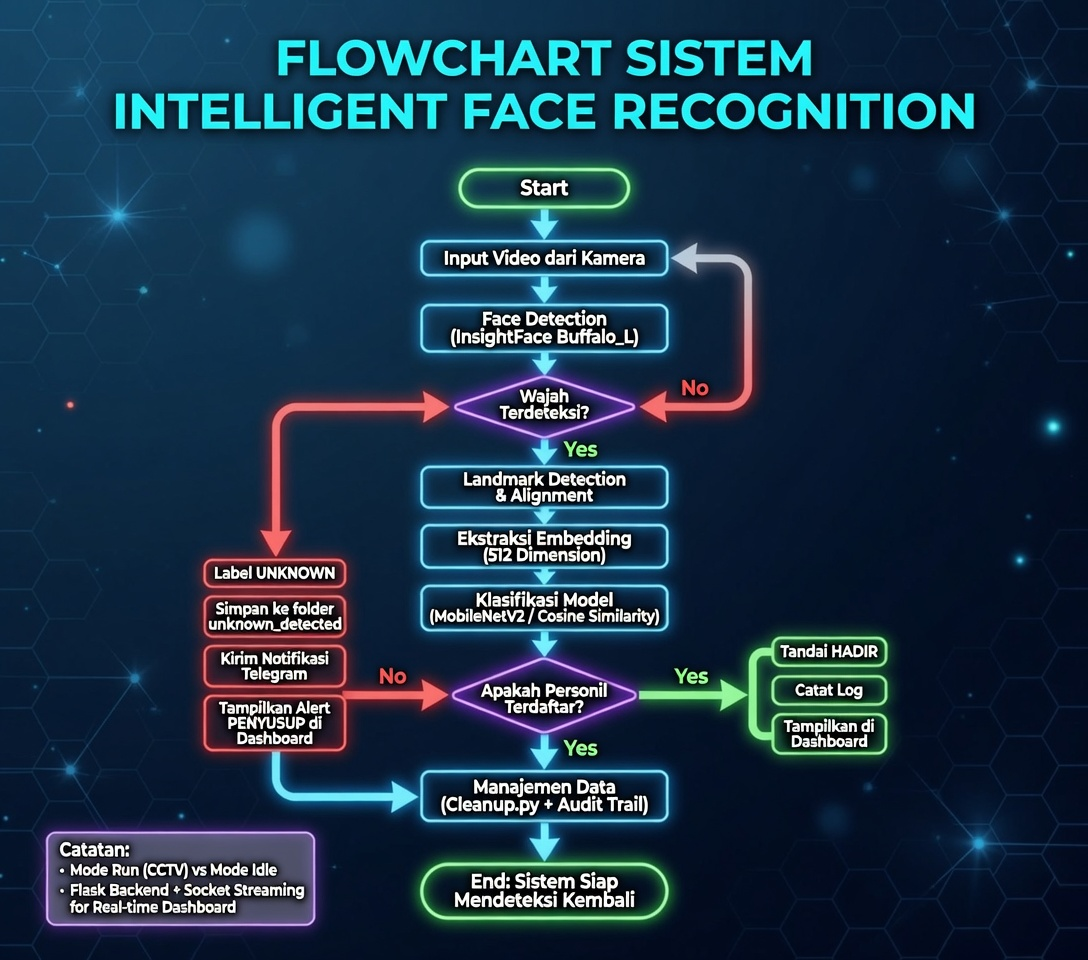 FLOWCHART SISTEM
INTELLIGENT FACE RECOGNITION
Start
Input Video dari Kamera
Face Detection
(InsightFace Buffalo_L)
Wajah
Terdeteksi?
No
Yes
Landmark Detection
& Alignment
Ekstraksi Embedding
(512 Dimension)
Klasifikasi Model
(MobileNetV2 / Cosine Similarity)
Apakah Personil
Terdaftar?
No
Yes
Yes
Label UNKNOWN
Simpan ke folder
unknown_detected
Kirim Notifikasi
Telegram
Tampilkan Alert
PENYUSUP di
Dashboard
Tandai HADIR
Catat Log
Tampilkan di
Dashboard
Manajemen Data
(Cleanup.py + Audit Trail)
End: Sistem Siap
Mendeteksi Kembali
Catatan:
• Mode Run (CCTV) vs Mode Idle
• Flask Backend + Socket Streaming
for Real-time Dashboard